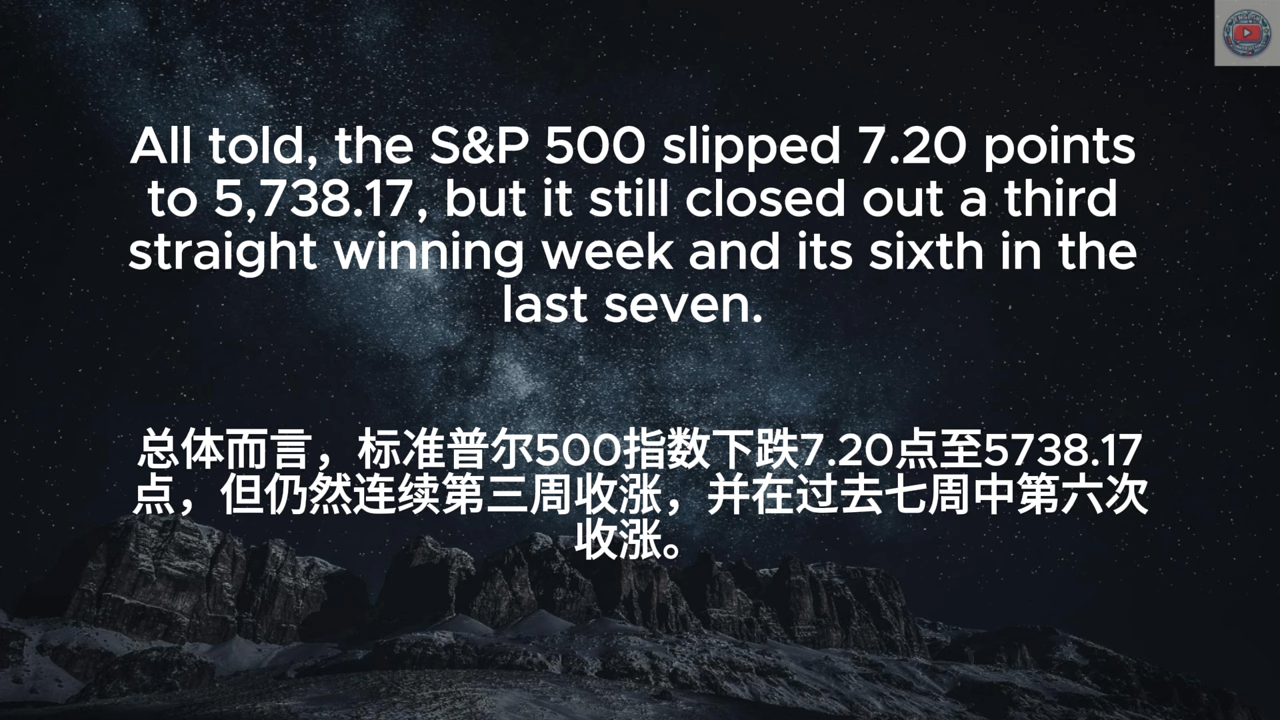 All told, the S&P 500 slipped 7.20 points
to 5,738.17, but it still closed out a third
straight winning week and its sixth in the
last seven.
总体而言，标准普尔500指数下跌7.20点至5738.17
点，但仍然连续第三周收涨，并在过去七周中第六次
收涨。